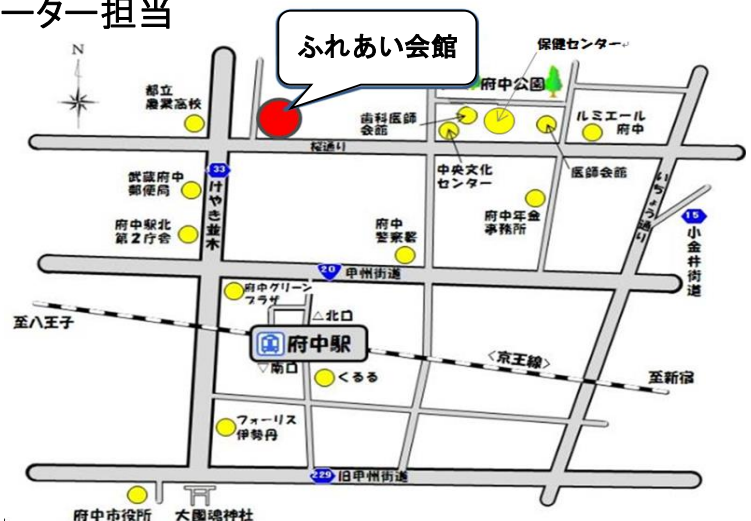 ーター担当
ふれあい会館
N
保健センター
都立
農業高校
府中公園
歯科医師
会館
ルミエール
府中
桜通り
中央文化
センター
医師会館
33
けやき並木
武蔵府中
郵便局
いちょう通り
15
小金井街道
府中年金
事務所
府中駅北
第2庁舎
府中
警察署
20
甲州街道
府中グリーン
プラザ
△北口
至八王子
府中駅
〈京王線〉
▽南口
くるる
至新宿
フォーリス
伊勢丹
229
旧甲州街道
府中市役所
大國魂神社